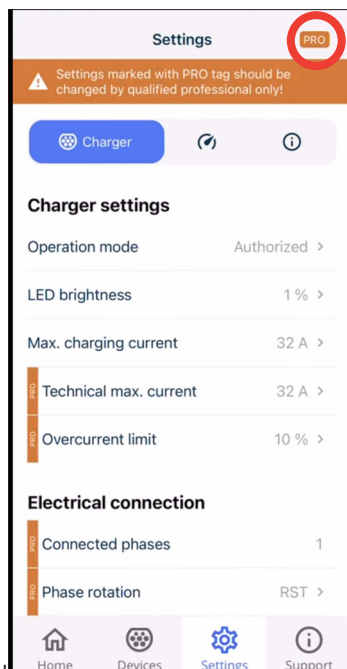 Settings
PRO
Settings marked with PRO tag should be
changed by qualified professional only!
Charger
Charger settings
Operation mode Authorized >
LED brightness 1 % >
Max. charging current 32 A >
PRO Technical max. current 32 A >
PRO Overcurrent limit 10 % >
Electrical connection
PRO Connected phases 1
PRO Phase rotation RST >
Home Devices Settings Support